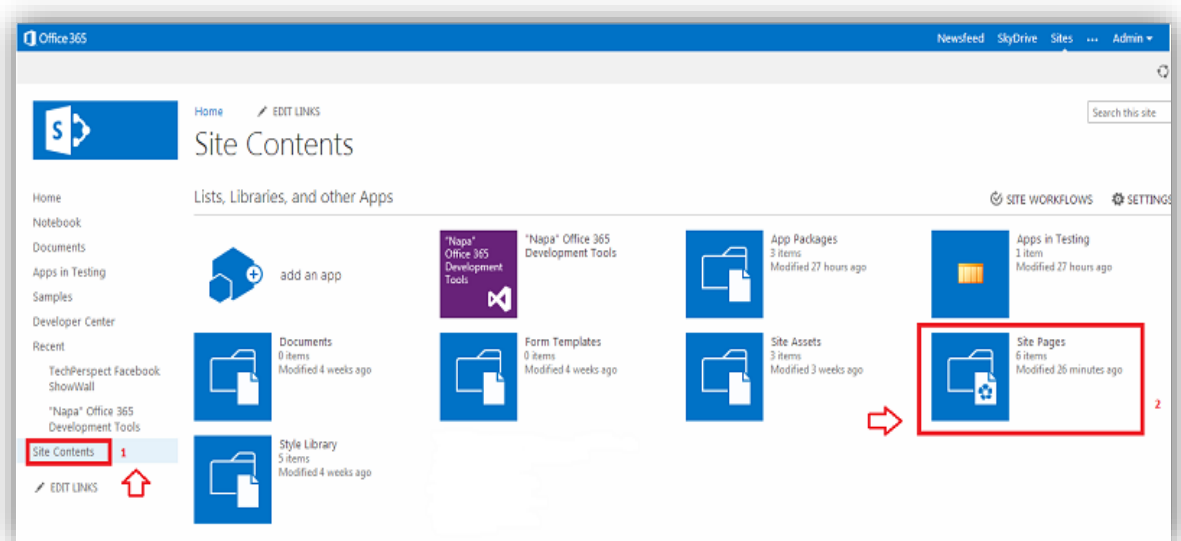 Office 365
Newsfeed SkyDrive Sites ... Admin
Home EDIT LINKS
Search this site
S
Site Contents
Home
Notebook
Documents
Apps in Testing
Samples
Developer Center
Recent
TechPerspect Facebook
ShowWall
"Napa" Office 365
Development Tools
Site Contents 1
EDIT LINKS
Lists, Libraries, and other Apps
SITE WORKFLOWS SETTINGS
add an app
"Napa"
Office 365
Development
Tools
"Napa" Office 365
Development Tools
App Packages
3 items
Modified 27 hours ago
Apps in Testing
1 item
Modified 27 hours ago
Documents
0 items
Modified 4 weeks ago
Form Templates
0 items
Modified 4 weeks ago
Site Assets
3 items
Modified 3 weeks ago
Site Pages
6 items
Modified 26 minutes ago
2
Style Library
5 items
Modified 4 weeks ago